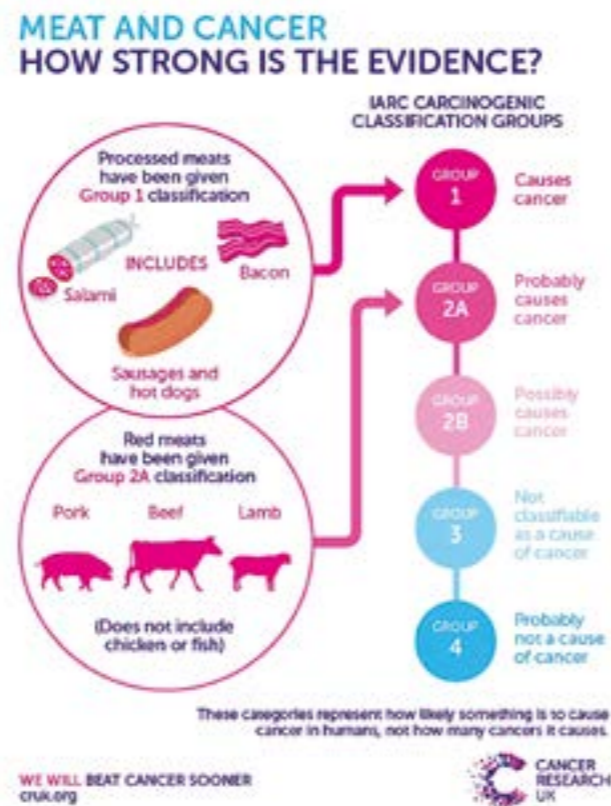 MEAT AND CANCER
HOW STRONG IS THE EVIDENCE?
IARC CARCINOGENIC
CLASSIFICATION GROUPS
Processed meats
have been given
Group 1 classification
INCLUDES
Salami
Bacon
Sausages and
hot dogs
Red meats
have been given
Group 2A classification
Pork Beef Lamb
(Does not include
chicken or fish)
GROUP
1
Causes
cancer
GROUP
2A
Probably
causes
cancer
GROUP
2B
Possibly
causes
cancer
GROUP
3
Not
classifiable
as a cause
of cancer
GROUP
4
Probably
not a cause
of cancer
These categories represent how likely something is to cause
cancer in humans, not how many cancers it causes.
WE WILL BEAT CANCER SOONER
cruk.org
CANCER
RESEARCH
UK